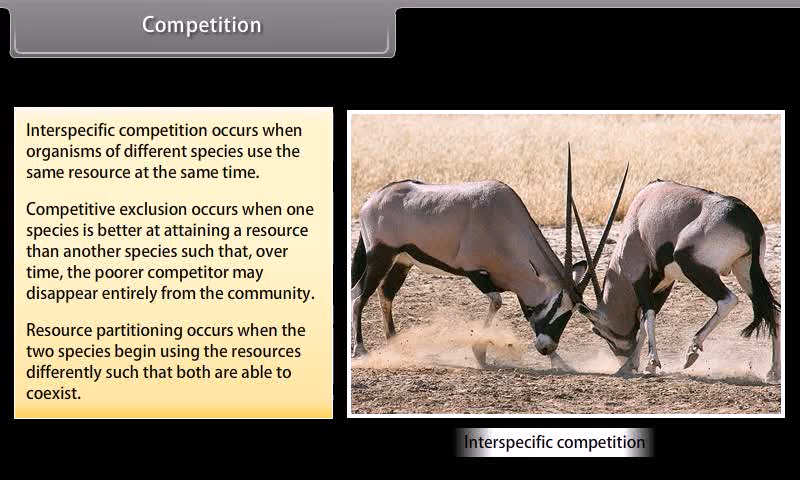 Competition
Interspecific competition occurs when
organisms of different species use the
same resource at the same time.
Competitive exclusion occurs when one
species is better at attaining a resource
than another species such that, over
time, the poorer competitor may
disappear entirely from the community.
Resource partitioning occurs when the
two species begin using the resources
differently such that both are able to
coexist.
Interspecific competition